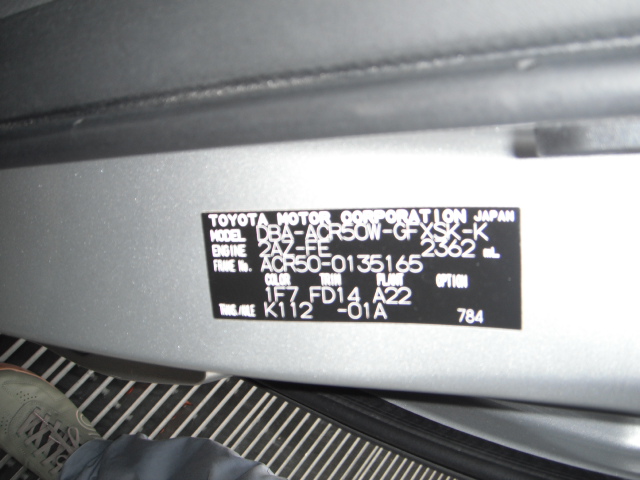 TOYOTA MOTOR CORPORATION JAPAN
MODEL DBA-ACR50W-GFXSK-K
ENGINE 2AZ-FE 2362 mL
FRAME No. ACR50-0135165
COLOR TRIM PLANT OPTION
1F7 FD14 A22
TRANS./AXLE K112 -01A 784